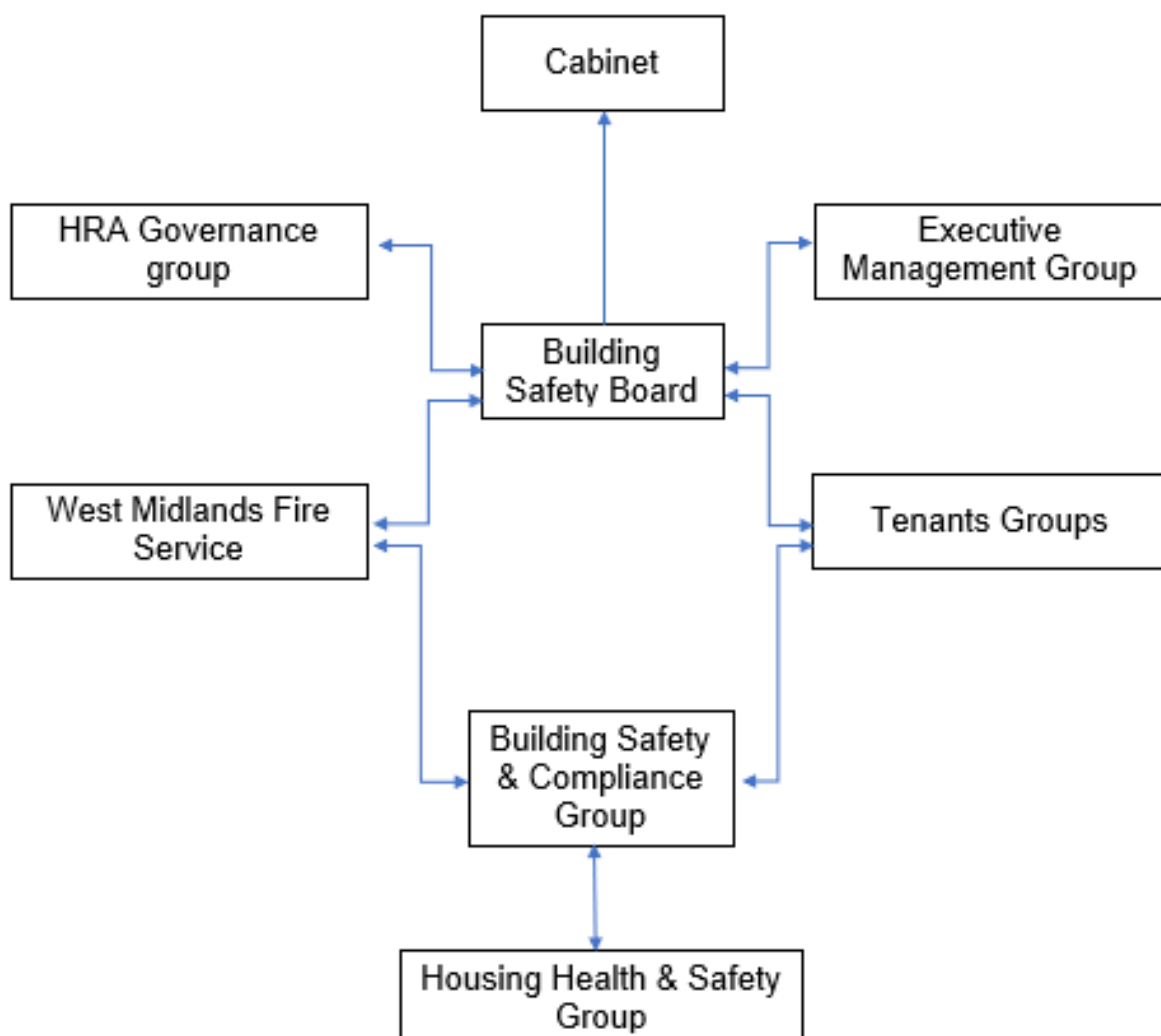 Cabinet
HRA Governance
group
Executive
Management Group
Building
Safety Board
West Midlands Fire
Service
Tenants Groups
Building Safety
& Compliance
Group
Housing Health & Safety
Group